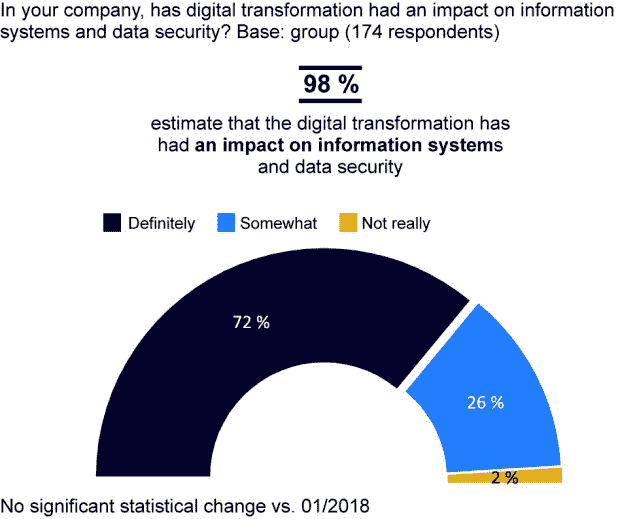 In your company, has digital transformation had an impact on information
systems and data security? Base: group (174 respondents)
98 %
estimate that the digital transformation has
had an impact on information systems
and data security
Definitely Somewhat Not really
72 %
26 %
2 %
No significant statistical change vs. 01/2018